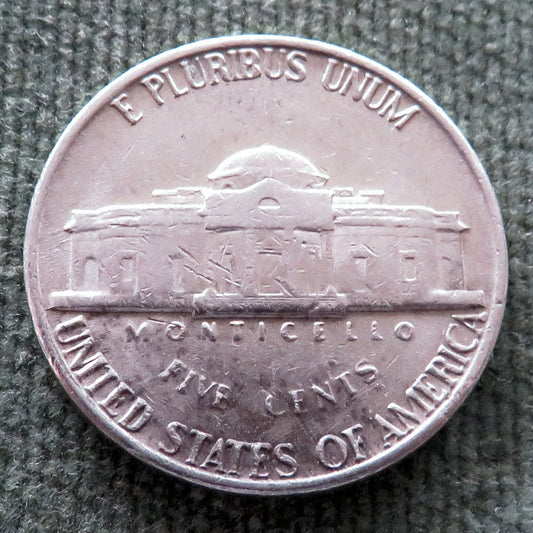 E PLURIBUS UNUM
MONTICELLO
FIVE CENTS
UNITED STATES OF AMERICA